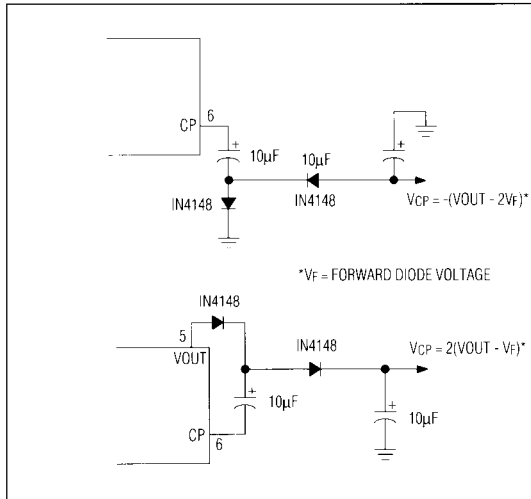 6
CP
10µF
10µF
IN4148
IN4148
VCP = -(VOUT - 2VF)*
*VF = FORWARD DIODE VOLTAGE
IN4148
5
VOUT
IN4148
VCP = 2(VOUT - VF)*
10µF
10µF
CP
6